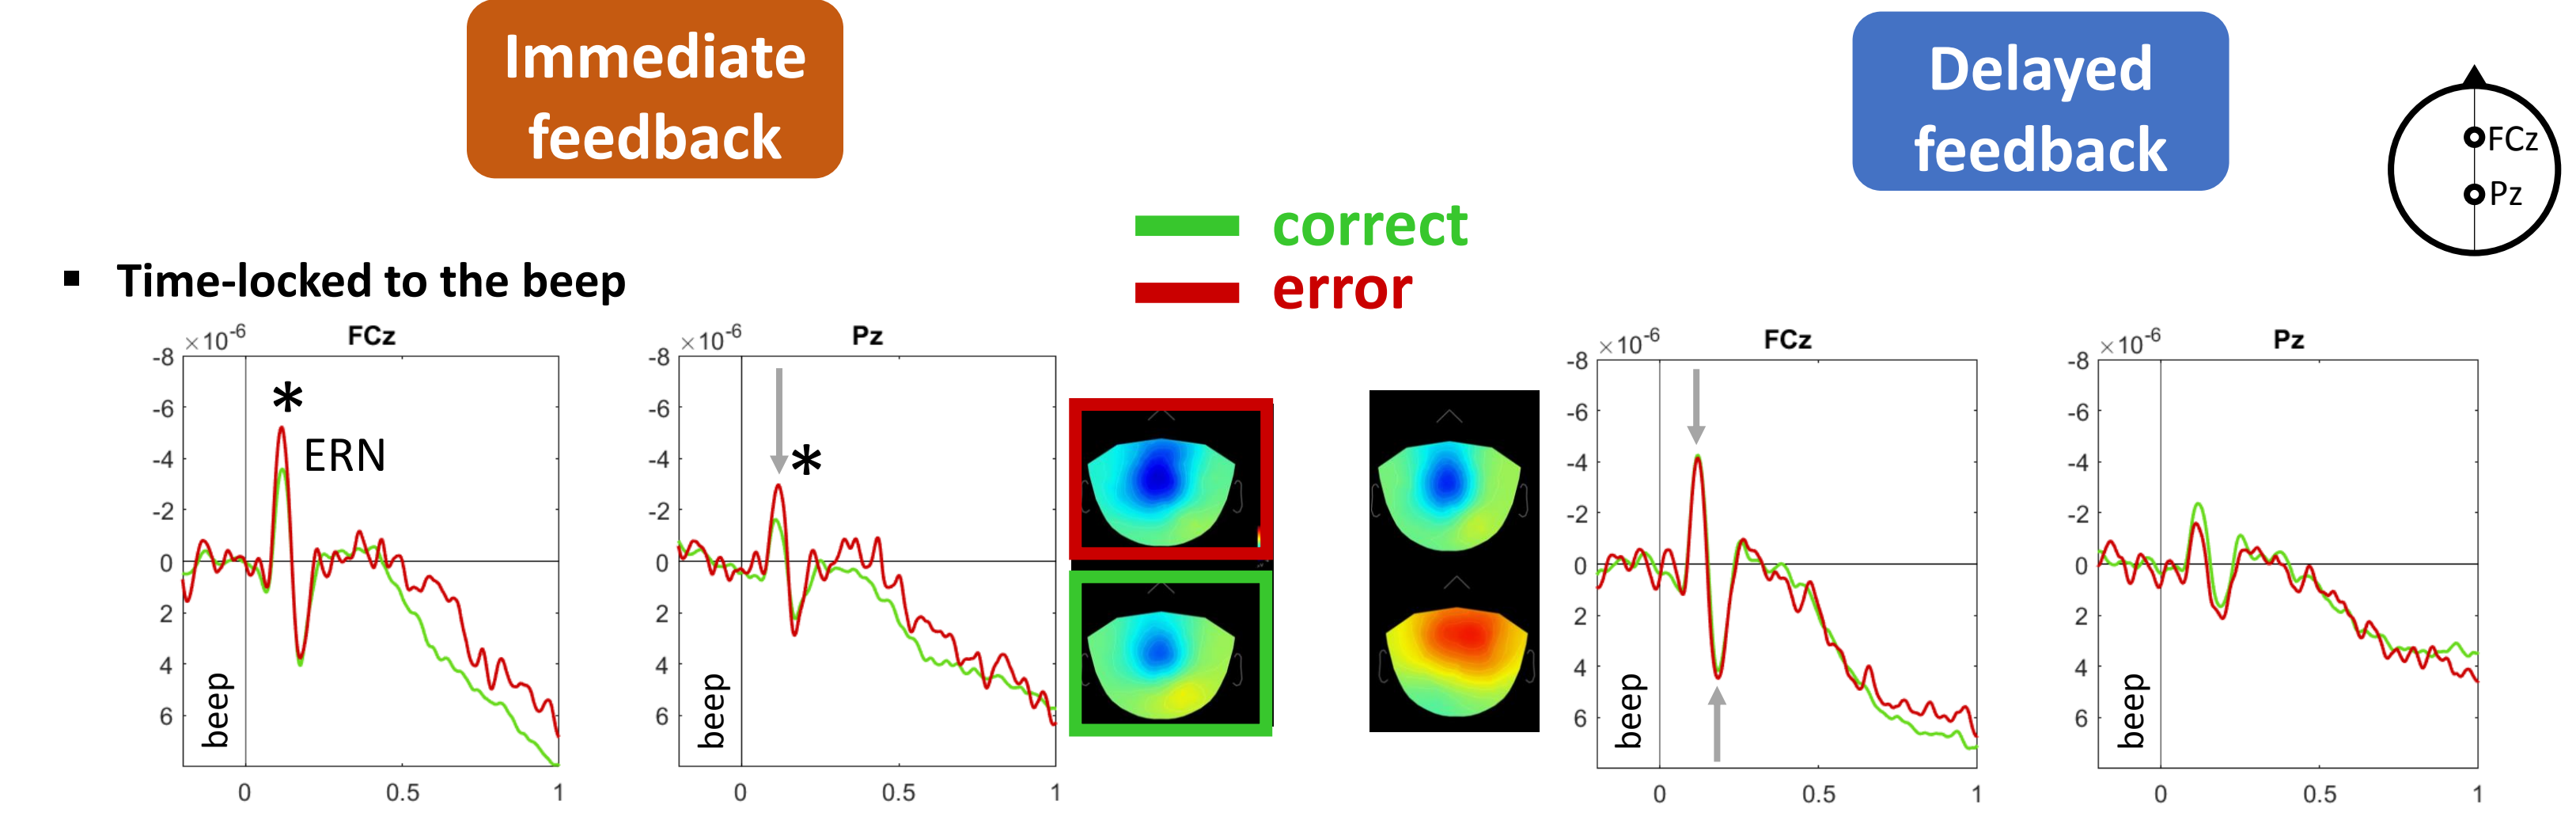 Immediate
feedback
Delayed
feedback
FCz
Pz
correct
error
▪ Time-locked to the beep
×10-6 FCz
-8
-6
-4
-2
0
2
4
6
* ERN
beep
0 0.5 1
×10-6 Pz
-8
-6
-4
-2
0
2
4
6
*
beep
0 0.5 1
×10-6 FCz
-8
-6
-4
-2
0
2
4
6
beep
0 0.5 1
×10-6 Pz
-8
-6
-4
-2
0
2
4
6
beep
0 0.5 1